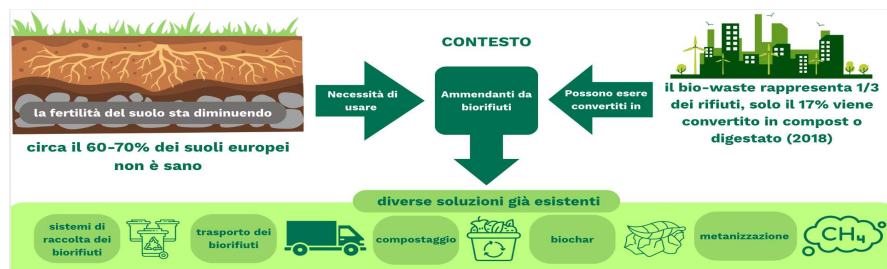 CONTESTO
la fertilità del suolo sta diminuendo
circa il 60-70% dei suoli europei
non è sano
Necessità di
usare
Ammendanti da
biorifiuti
Possono essere
convertiti in
il bio-waste rappresenta 1/3
dei rifiuti, solo il 17% viene
convertito in compost o
digestato (2018)
diverse soluzioni già esistenti
sistemi di
raccolta dei
biorifiuti
trasporto dei
biorifiuti
compostaggio
biochar
metanizzazione
CH4